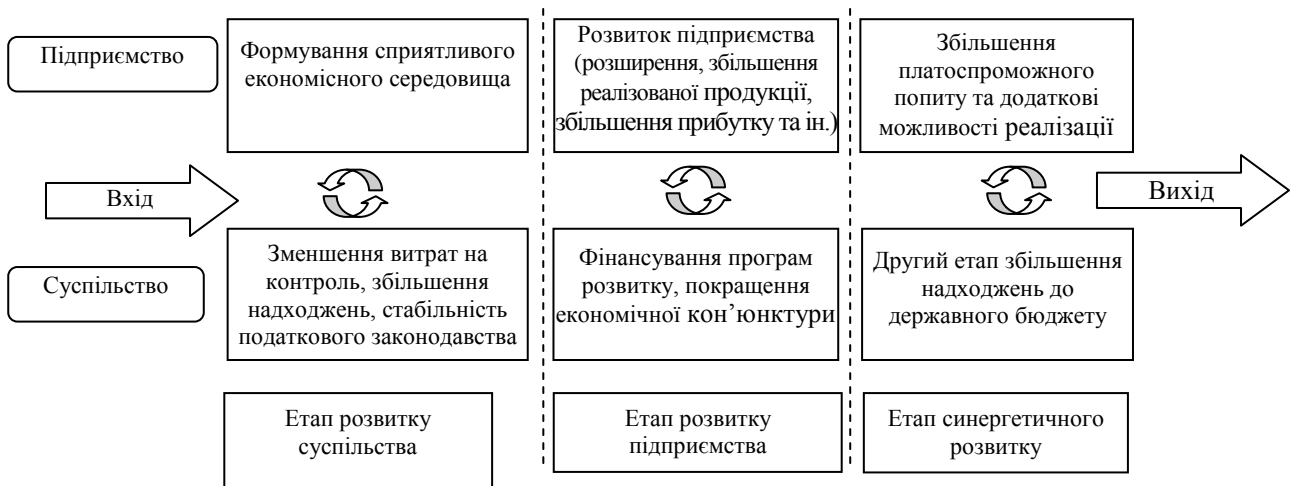 Підприємство
Формування сприятливого
економісного середовища
Розвиток підприємства
(розширення, збільшення
реалізованої продукції,
збільшення прибутку та ін.)
Збільшення
платоспроможного
попиту та додаткові
можливості реалізації
Вхід
Вихід
Суспільство
Зменшення витрат на
контроль, збільшення
надходжень, стабільність
податкового законодавства
Фінансування програм
розвитку, покращення
економічної кон’юнктури
Другий етап збільшення
надходжень до
державного бюджету
Етап розвитку
суспільства
Етап розвитку
підприємства
Етап синергетичного
розвитку